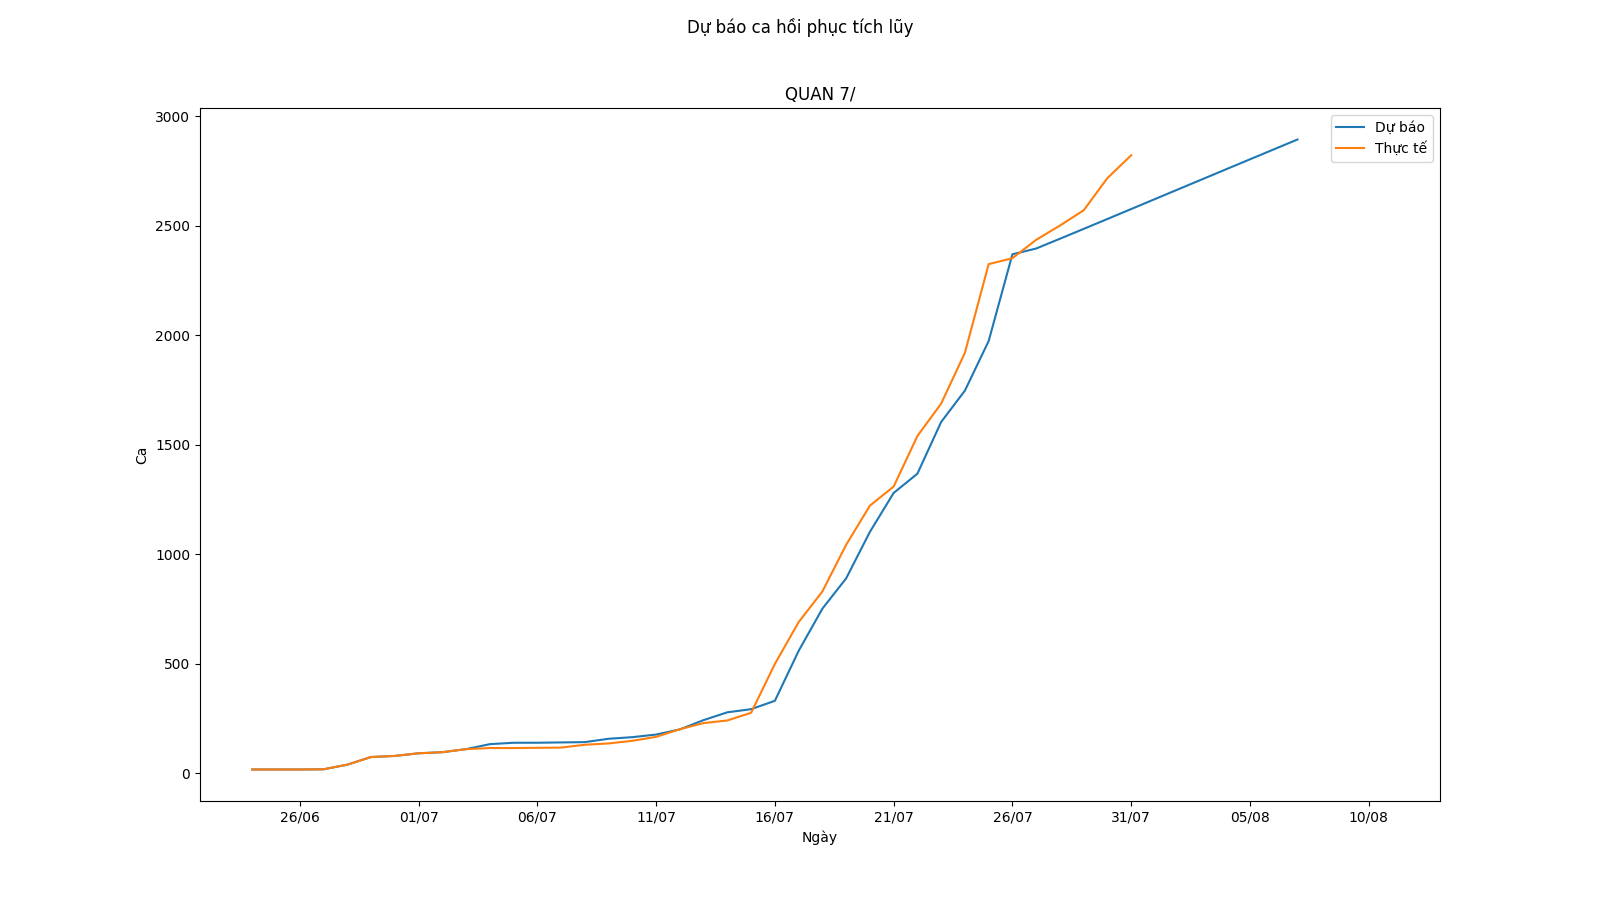 Dự báo ca hồi phục tích lũy
QUAN 7/
Dự báo
Thực tế
3000
2500
2000
1500
1000
500
0
Ca
26/06
01/07
06/07
11/07
16/07
21/07
26/07
31/07
05/08
10/08
Ngày